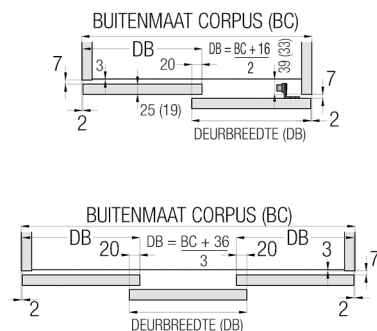 BUITENMAAT CORPUS (BC)
DB
DB = BC + 16
2
7
3
20
39 (33)
7
25 (19)
2
2
DEURBREEDTE (DB)
BUITENMAAT CORPUS (BC)
DB
DB
20
DB = BC + 36
3
20
3
7
2
2
DEURBREEDTE (DB)